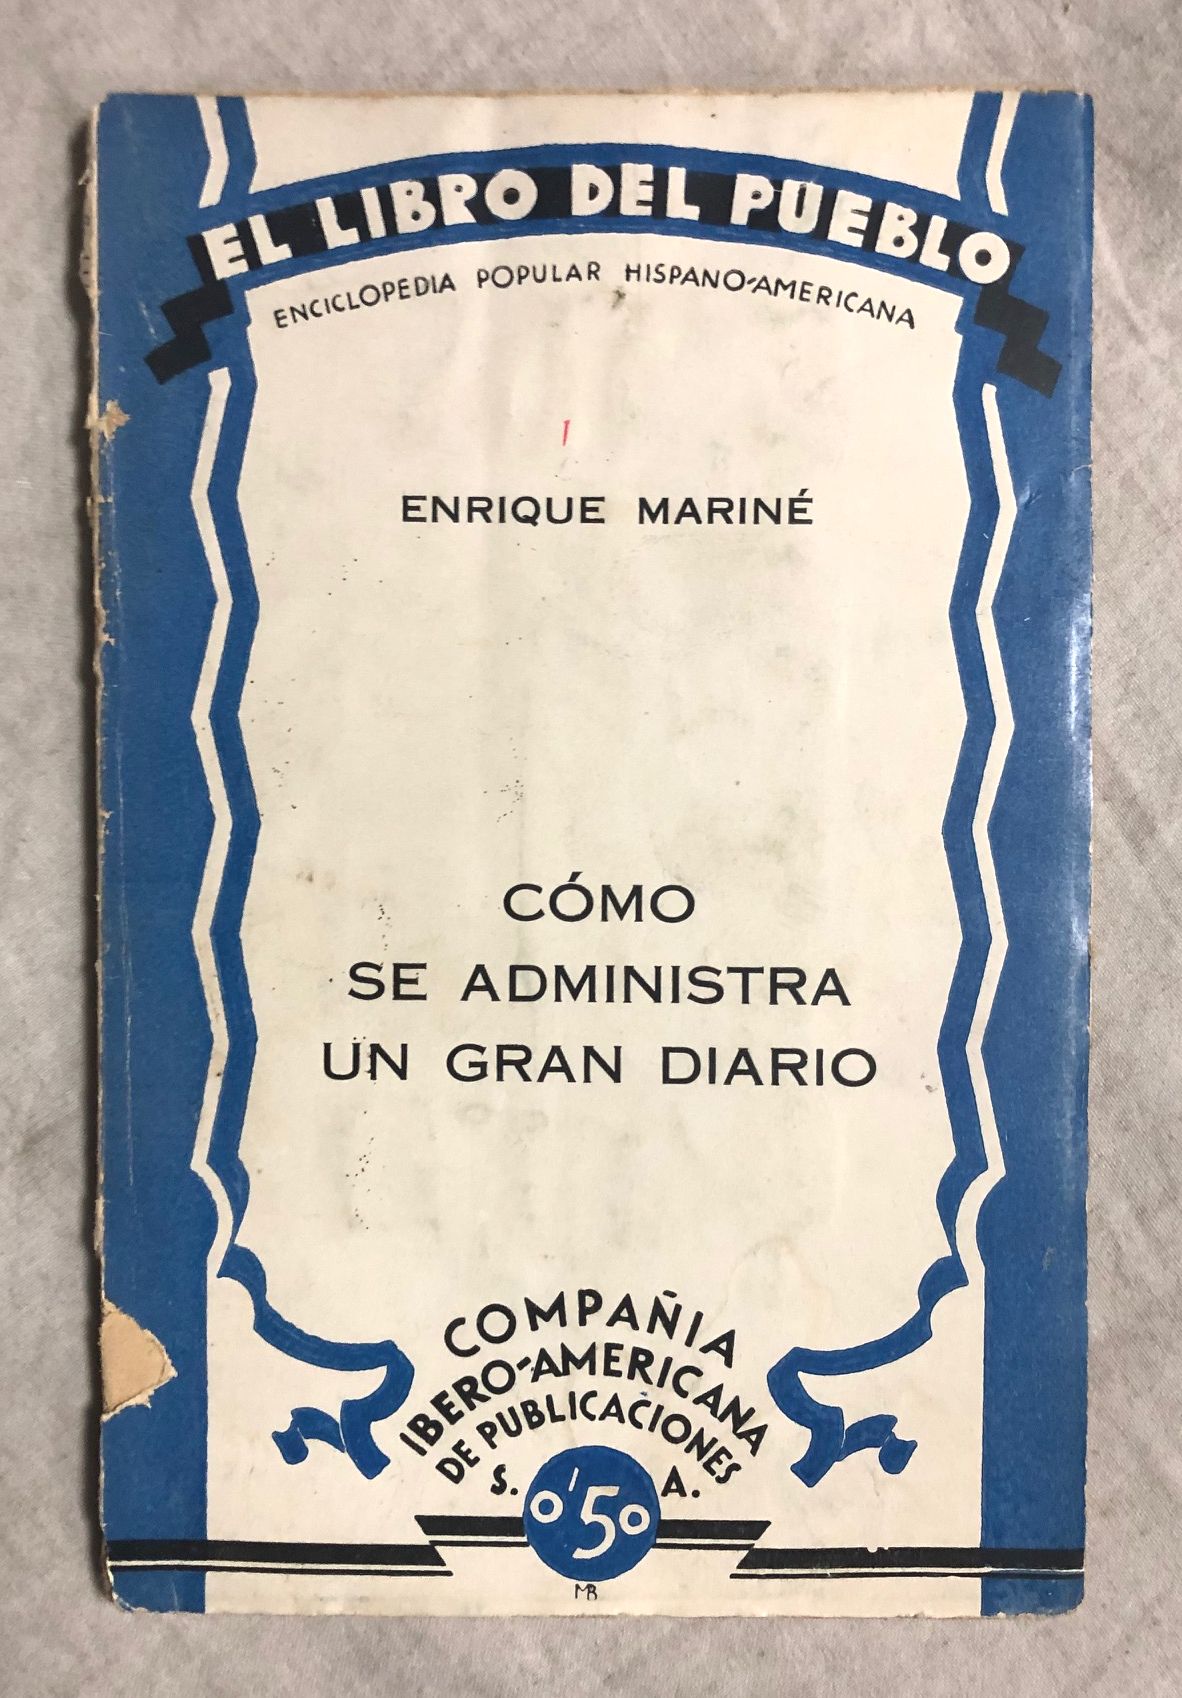 EL LIBRO DEL PUEBLO
ENCICLOPEDIA POPULAR HISPANO-AMERICANA
ENRIQUE MARINÉ
CÓMO
SE ADMINISTRA
UN GRAN DIARIO
COMPAÑIA
IBERO-AMERICANA
DE PUBLICACIONES
S. A.
0'50
MB